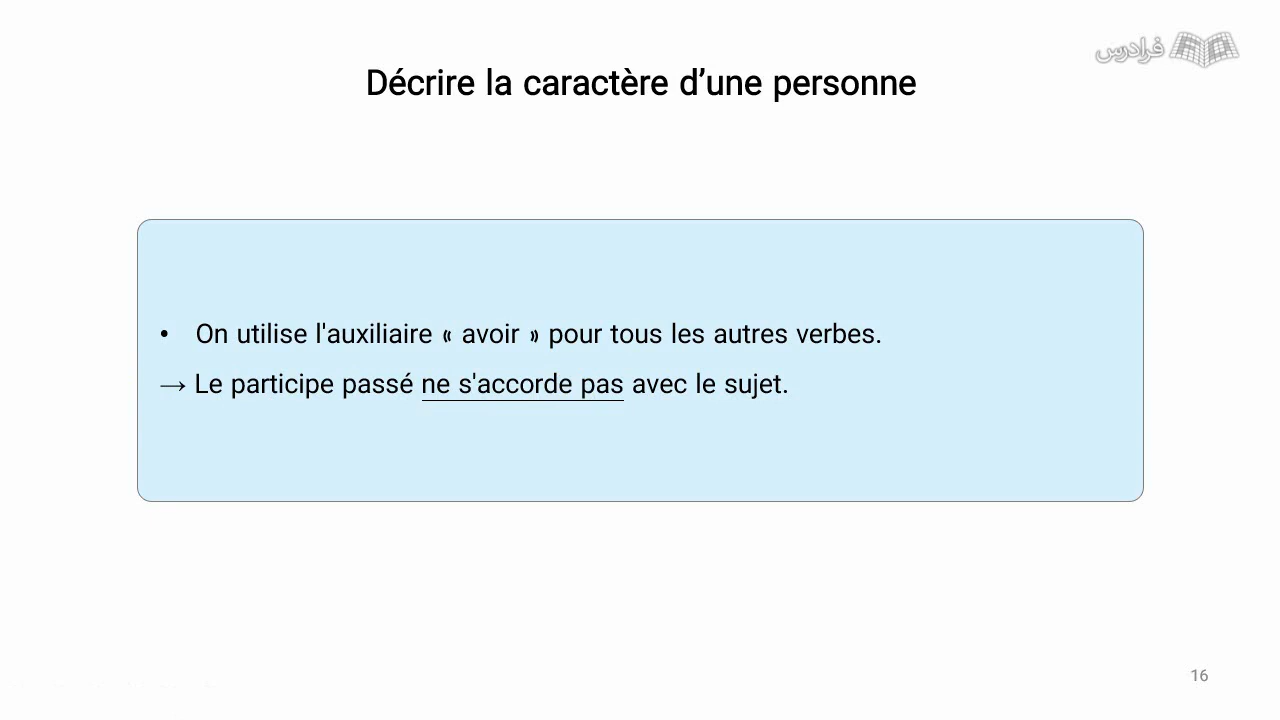 فرادرس
Décrire la caractère d’une personne
• On utilise l'auxiliaire « avoir » pour tous les autres verbes.
→ Le participe passé ne s'accorde pas avec le sujet.
16